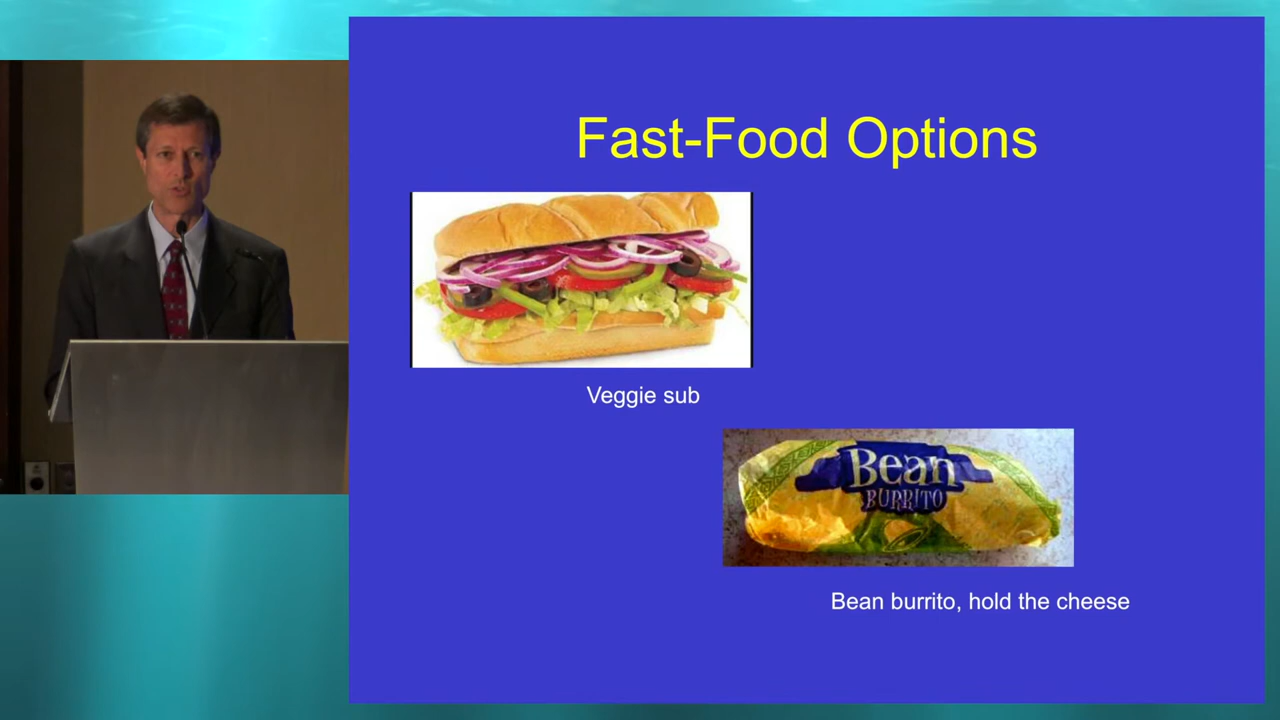 Fast-Food Options
Veggie sub
Bean
BURRITO
Bean burrito, hold the cheese